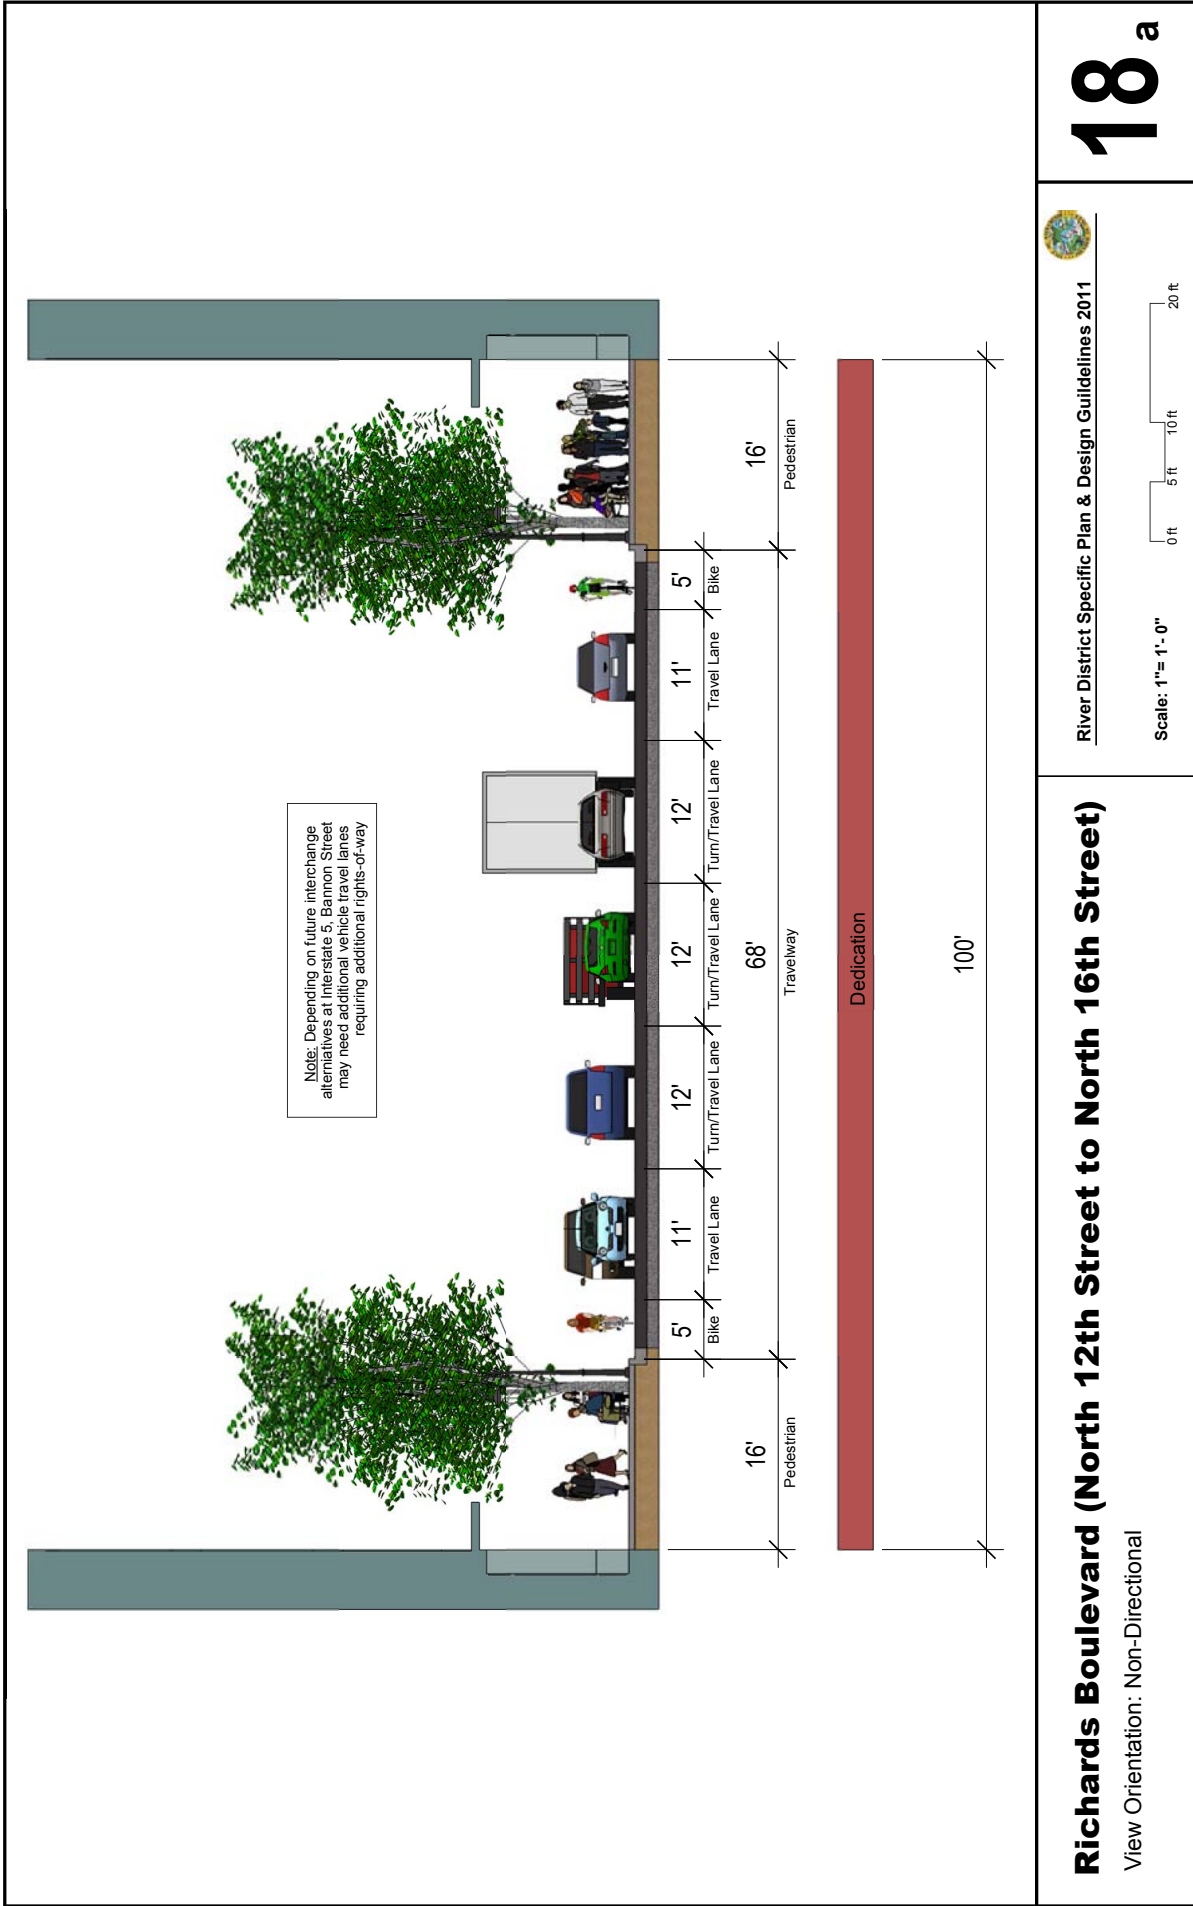 Note: Depending on future interchange
alterniatives at Interstate 5, Bannon Street
may need additional vehicle travel lanes
requiring additional rights-of-way
5' 11' 12' 12' 12' 11' 5'
Bike Travel Lane Turn/Travel Lane Turn/Travel Lane Turn/Travel Lane Travel Lane Bike
16' 68' 16'
Pedestrian Travelway Pedestrian
Dedication
100'
Richards Boulevard (North 12th Street to North 16th Street)
View Orientation: Non-Directional
River District Specific Plan & Design Guidelines 2011
Scale: 1"= 1'- 0"
0 ft 5 ft 10 ft 20 ft
18 a